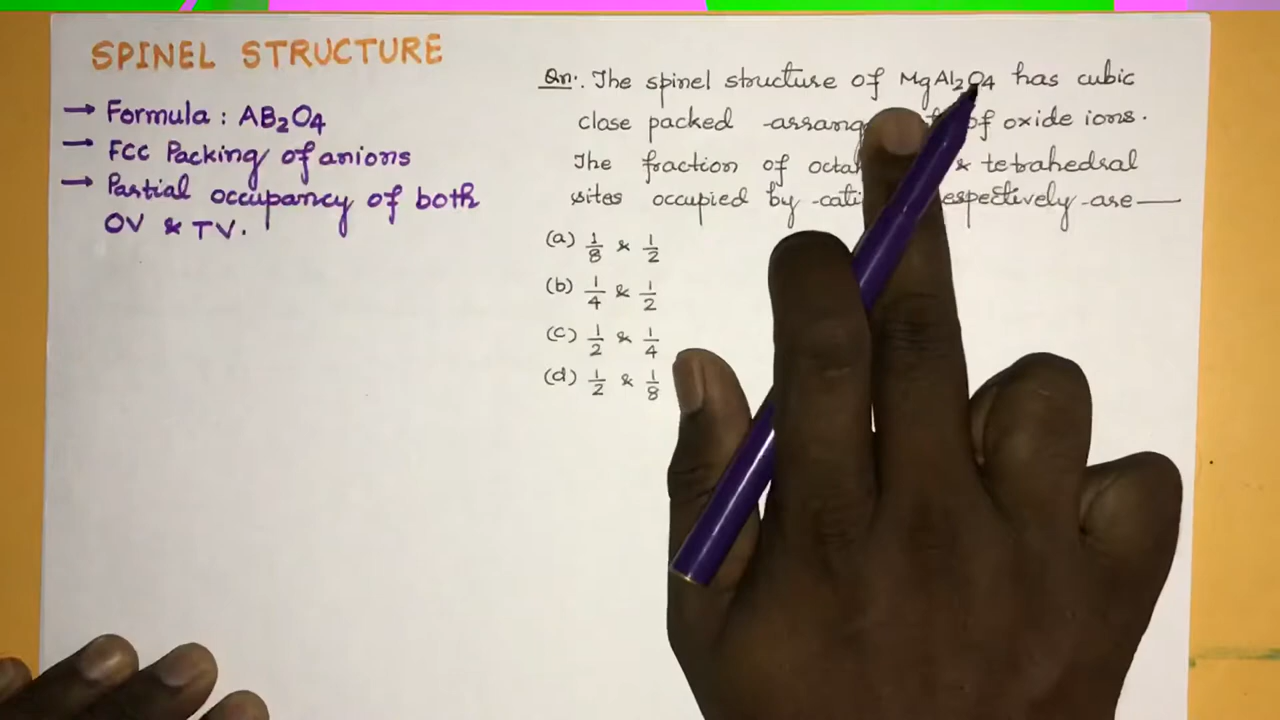 SPINEL STRUCTURE
→ Formula : AB₂O₄
→ FCC Packing of anions
→ Partial occupancy of both
OV & TV.
Qn:. The spinel structure of MgAl₂O₄ has cubic
close packed of oxide ions.
The fraction of & tetrahedral
sites occupied by respectively are —
(a) 1/8 & 1/2
(b) 1/4 & 1/2
(c) 1/2 & 1/4
(d) 1/2 & 1/8